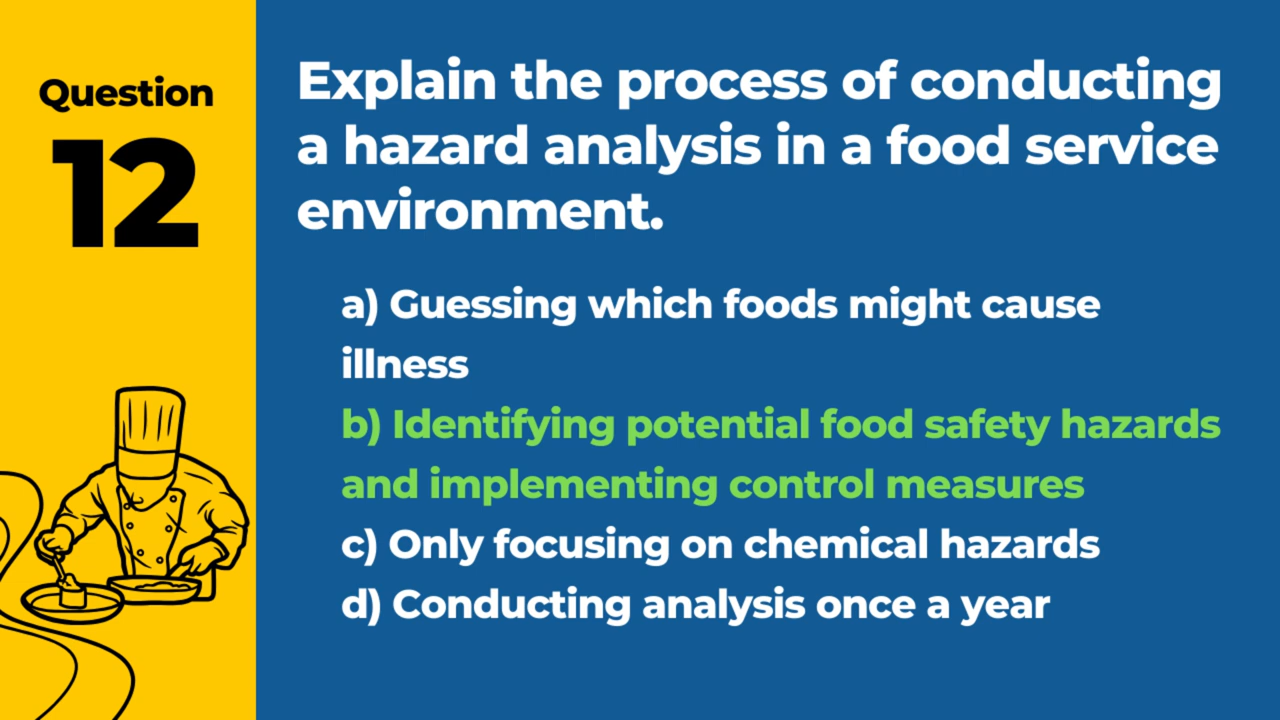 Question
12
Explain the process of conducting
a hazard analysis in a food service
environment.
a) Guessing which foods might cause
illness
b) Identifying potential food safety hazards
and implementing control measures
c) Only focusing on chemical hazards
d) Conducting analysis once a year